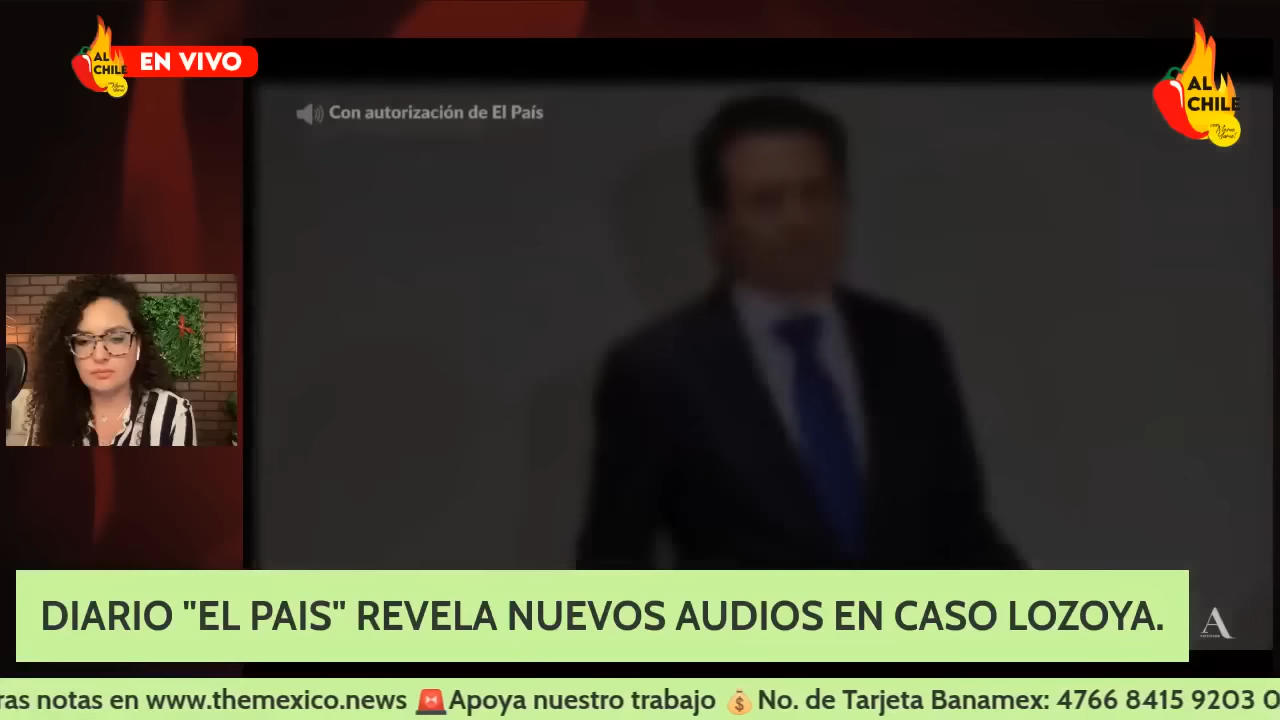 AL CHILE
EN VIVO
Con autorización de El País
AL
CHILE
DIARIO "EL PAIS" REVELA NUEVOS AUDIOS EN CASO LOZOYA.
A
ras notas en www.themexico.news 🚨Apoya nuestro trabajo 💰No. de Tarjeta Banamex: 4766 8415 9203 0